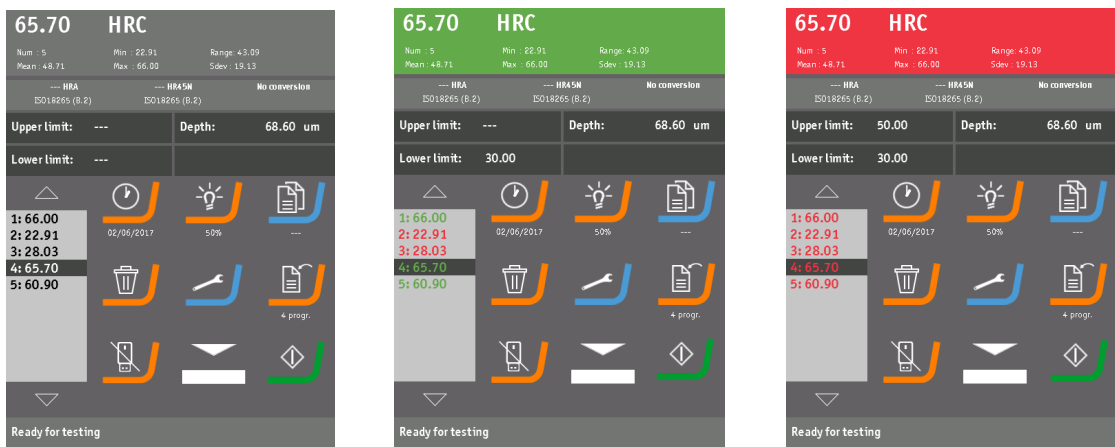 65.70 HRC
Num : 5 Min : 22.91 Range: 43.09
Mean : 48.71 Max : 66.00 Sdev : 19.13
--- HRA --- HR45N No conversion
ISO18265 (B.2) ISO18265 (B.2)
Upper limit: --- Depth: 68.60 um
Lower limit: ---
1: 66.00
2: 22.91
02/06/2017 50% ---
3: 28.03
4: 65.70
5: 60.90
4 progr.
Ready for testing
65.70 HRC
Num : 5 Min : 22.91 Range: 43.09
Mean : 48.71 Max : 66.00 Sdev : 19.13
--- HRA --- HR45N No conversion
ISO18265 (B.2) ISO18265 (B.2)
Upper limit: --- Depth: 68.60 um
Lower limit: 30.00
1: 66.00
2: 22.91
02/06/2017 50% ---
3: 28.03
4: 65.70
5: 60.90
4 progr.
Ready for testing
65.70 HRC
Num : 5 Min : 22.91 Range: 43.09
Mean : 48.71 Max : 66.00 Sdev : 19.13
--- HRA --- HR45N No conversion
ISO18265 (B.2) ISO18265 (B.2)
Upper limit: 50.00 Depth: 68.60 um
Lower limit: 30.00
1: 66.00
2: 22.91
02/06/2017 50% ---
3: 28.03
4: 65.70
5: 60.90
4 progr.
Ready for testing